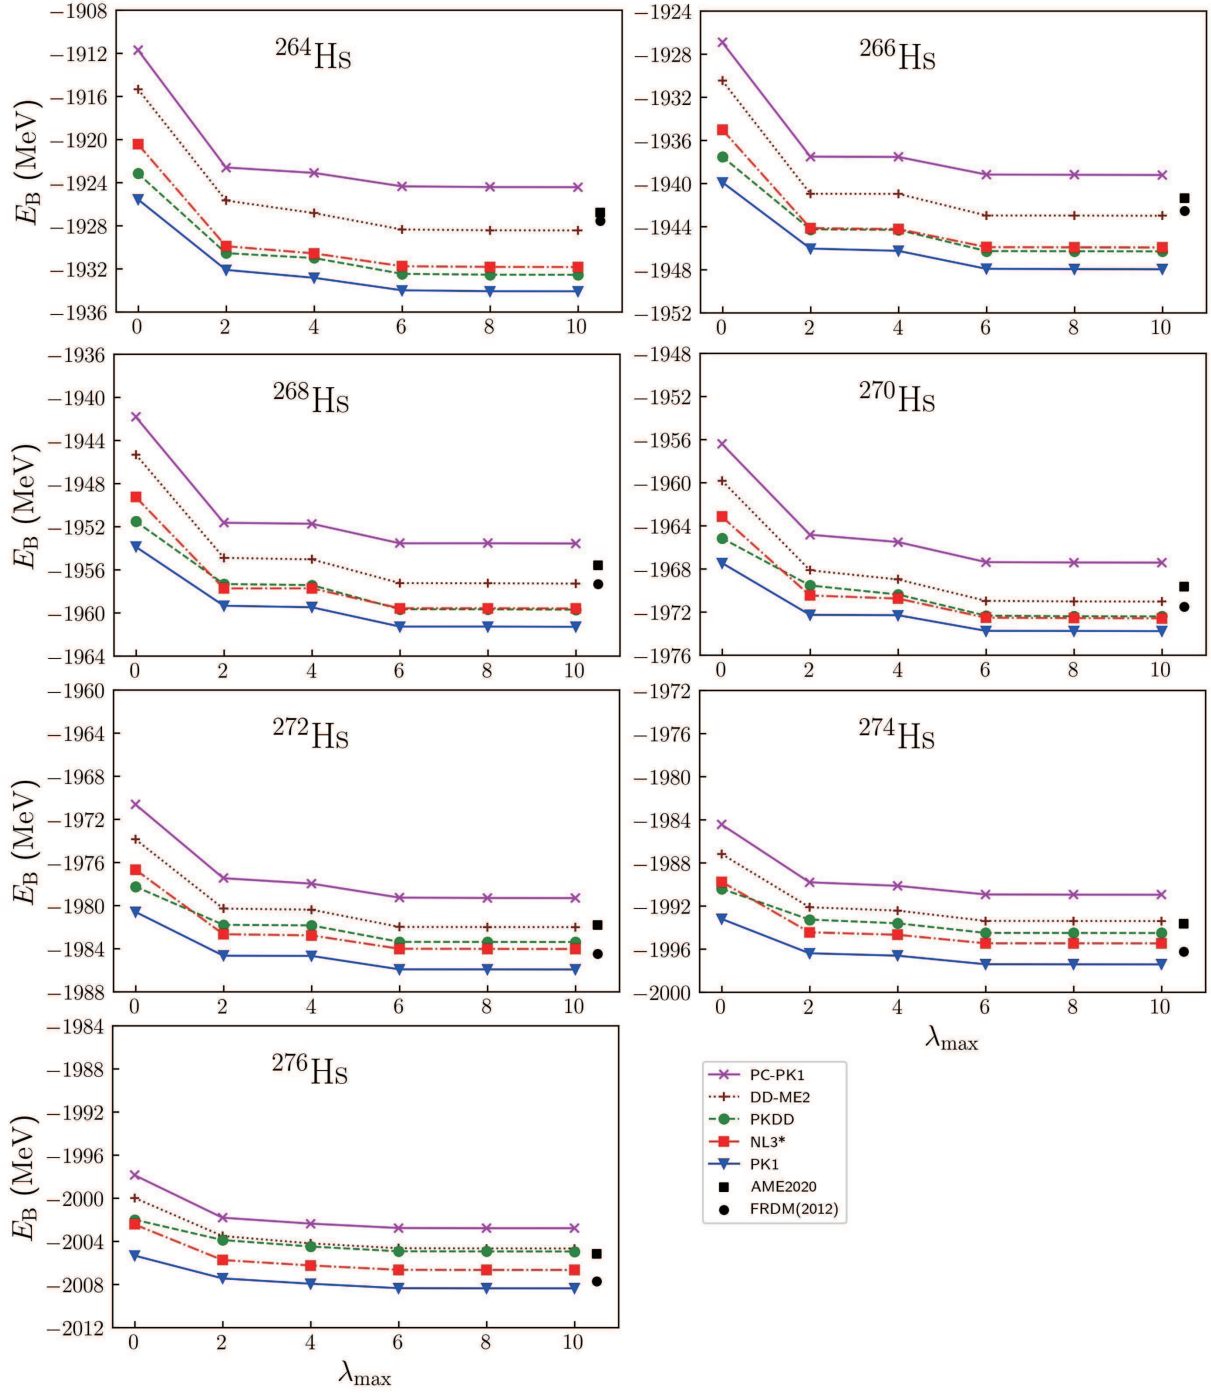 −1908
−1912
−1916
−1920
−1924
−1928
−1932
−1936
E_B (MeV)
²⁶⁴Hs
0 2 4 6 8 10
−1924
−1928
−1932
−1936
−1940
−1944
−1948
−1952
²⁶⁶Hs
0 2 4 6 8 10
−1936
−1940
−1944
−1948
−1952
−1956
−1960
−1964
E_B (MeV)
²⁶⁸Hs
0 2 4 6 8 10
−1948
−1952
−1956
−1960
−1964
−1968
−1972
−1976
²⁷⁰Hs
0 2 4 6 8 10
−1960
−1964
−1968
−1972
−1976
−1980
−1984
−1988
E_B (MeV)
²⁷²Hs
0 2 4 6 8 10
−1972
−1976
−1980
−1984
−1988
−1992
−1996
−2000
²⁷⁴Hs
0 2 4 6 8 10
λ_max
−1984
−1988
−1992
−1996
−2000
−2004
−2008
−2012
E_B (MeV)
²⁷⁶Hs
0 2 4 6 8 10
λ_max
PC-PK1
DD-ME2
PKDD
NL3*
PK1
AME2020
FRDM(2012)